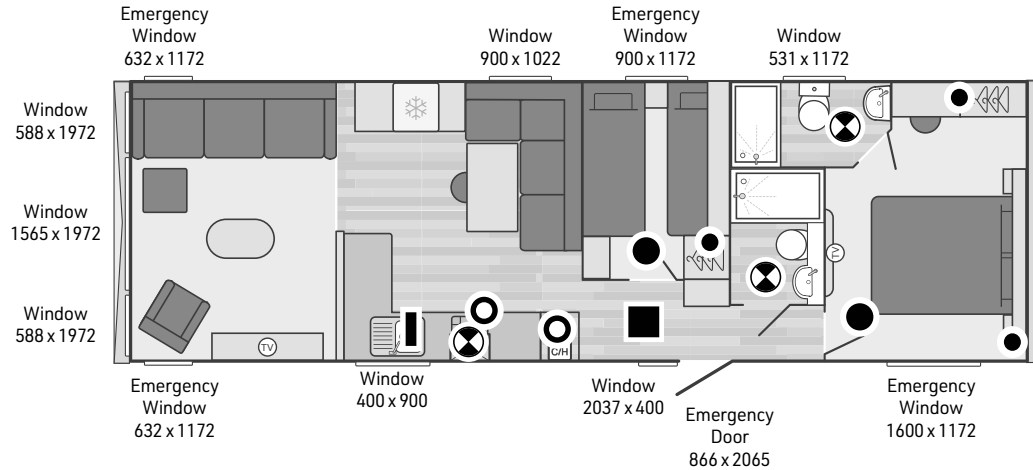 Emergency
Window
632 x 1172
Window
900 x 1022
Emergency
Window
900 x 1172
Window
531 x 1172
Window
588 x 1972
Window
1565 x 1972
Window
588 x 1972
TV
TV
C/H
Emergency
Window
632 x 1172
Window
400 x 900
Window
2037 x 400
Emergency
Door
866 x 2065
Emergency
Window
1600 x 1172